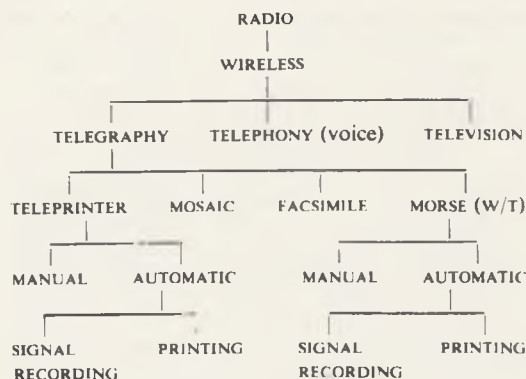 RADIO
WIRELESS
TELEGRAPHY TELEPHONY (voice) TELEVISION
TELEPRINTER MOSAIC FACSIMILE MORSE (W/T)
MANUAL AUTOMATIC MANUAL AUTOMATIC
SIGNAL PRINTING SIGNAL PRINTING
RECORDING RECORDING